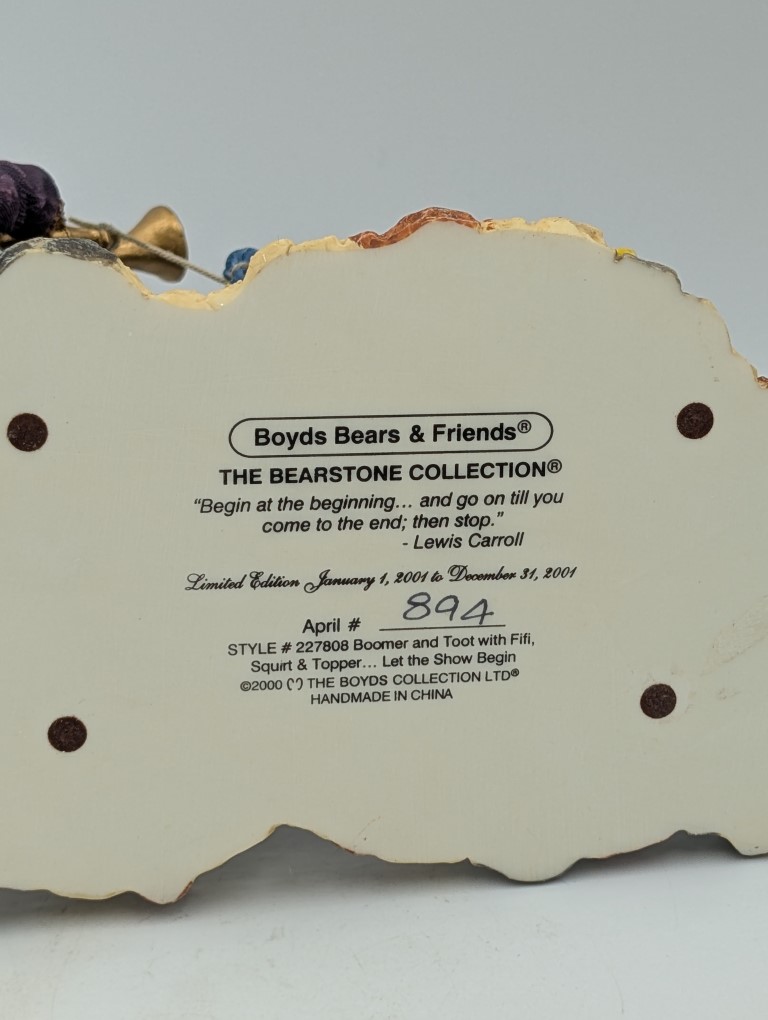 Boyds Bears & Friends®
THE BEARSTONE COLLECTION®
“Begin at the beginning... and go on till you
come to the end; then stop.”
- Lewis Carroll
Limited Edition January 1, 2001 to December 31, 2001
April # 894
STYLE # 227808 Boomer and Toot with Fifi,
Squirt & Topper... Let the Show Begin
©2000 THE BOYDS COLLECTION LTD®
HANDMADE IN CHINA